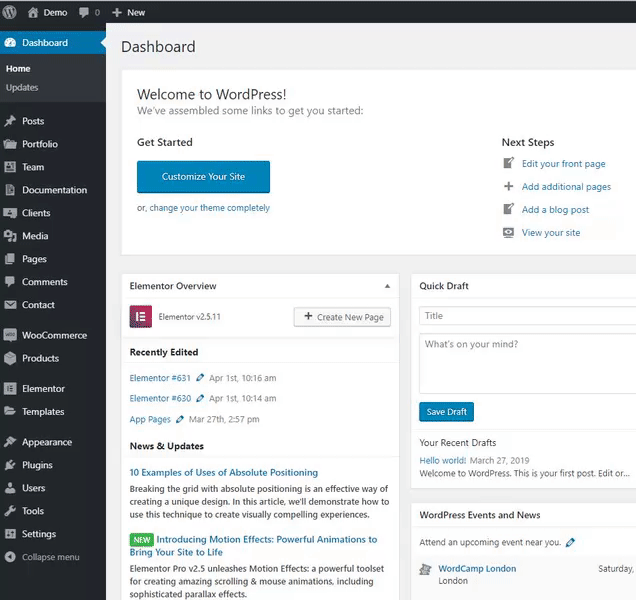 Demo 0 New
Dashboard
Home
Updates
Posts
Portfolio
Team
Documentation
Clients
Media
Pages
Comments
Contact
WooCommerce
Products
Elementor
Templates
Appearance
Plugins
Users
Tools
Settings
Collapse menu
Dashboard
Welcome to WordPress!
We've assembled some links to get you started:
Get Started
Customize Your Site
or, change your theme completely
Next Steps
Edit your front page
Add additional pages
Add a blog post
View your site
Elementor Overview
Elementor v2.5.11
Create New Page
Recently Edited
Elementor #631 Apr 1st, 10:16 am
Elementor #630 Apr 1st, 10:14 am
App Pages Mar 27th, 2:57 pm
News & Updates
10 Examples of Uses of Absolute Positioning
Breaking the grid with absolute positioning is an effective way of
creating a unique design. In this article, we'll demonstrate how to
use this technique to create visually compelling experiences.
NEW Introducing Motion Effects: Powerful Animations to
Bring Your Site to Life
Elementor Pro v2.5 unleashes Motion Effects: a powerful toolset
for creating amazing scrolling & mouse animations, including
sophisticated parallax effects.
Quick Draft
Title
What's on your mind?
Save Draft
Your Recent Drafts
Hello world! March 27, 2019
Welcome to WordPress. This is your first post. Edit or...
WordPress Events and News
Attend an upcoming event near you.
WordCamp London Saturday,
London